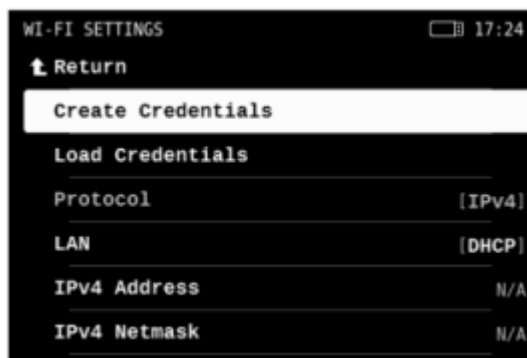 WI-FI SETTINGS 17:24
Return
Create Credentials
Load Credentials
Protocol [IPv4]
LAN [DHCP]
IPv4 Address N/A
IPv4 Netmask N/A